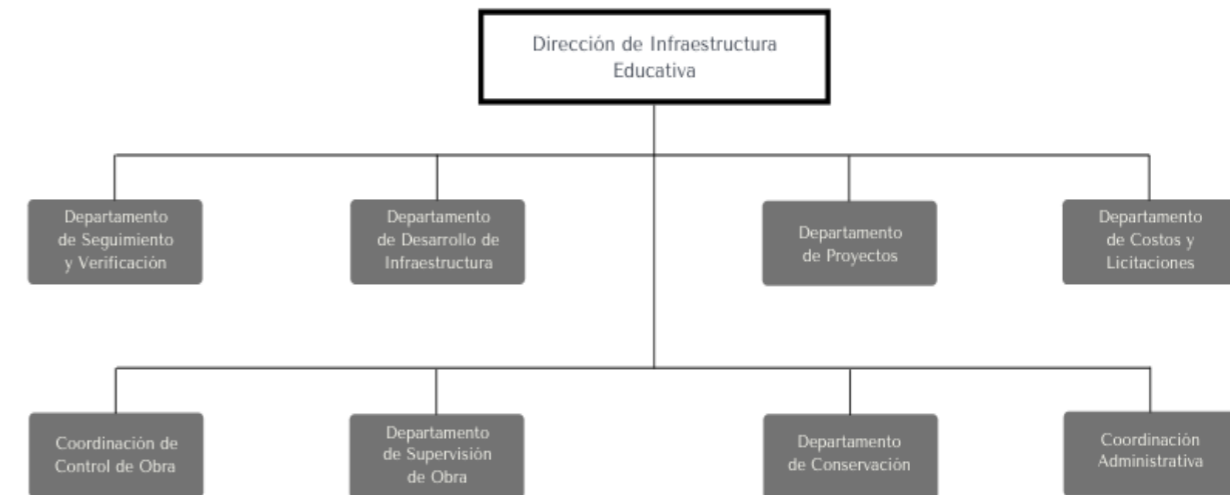 Dirección de Infraestructura
Educativa
Departamento
de Seguimiento
y Verificación
Departamento
de Desarrollo de
Infraestructura
Departamento
de Proyectos
Departamento
de Costos y
Licitaciones
Coordinación de
Control de Obra
Departamento
de Supervisión
de Obra
Departamento
de Conservación
Coordinación
Administrativa